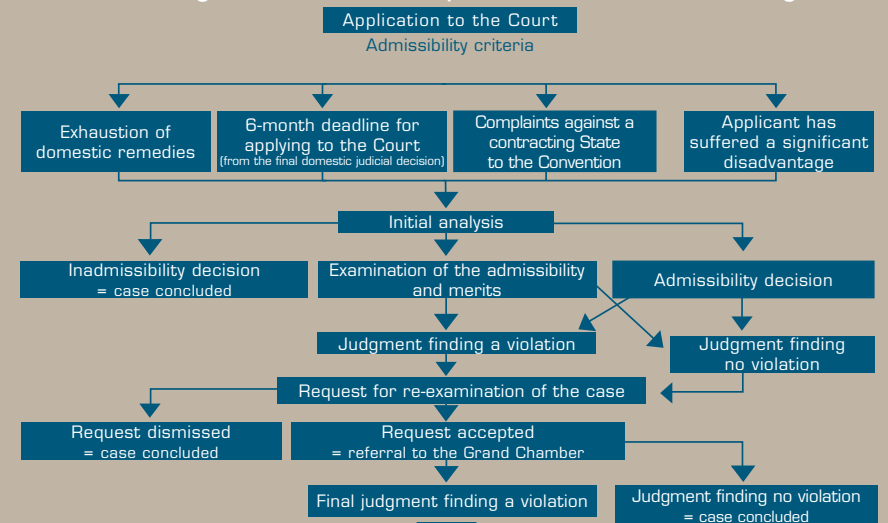 Application to the Court
Admissibility criteria
Exhaustion of
domestic remedies
6-month deadline for
applying to the Court
(from the final domestic judicial decision)
Complaints against a
contracting State
to the Convention
Applicant has
suffered a significant
disadvantage
Initial analysis
Inadmissibility decision
= case concluded
Examination of the admissibility
and merits
Admissibility decision
Judgment finding a violation
Judgment finding
no violation
Request for re-examination of the case
Request dismissed
= case concluded
Request accepted
= referral to the Grand Chamber
Final judgment finding a violation
Judgment finding no violation
= case concluded